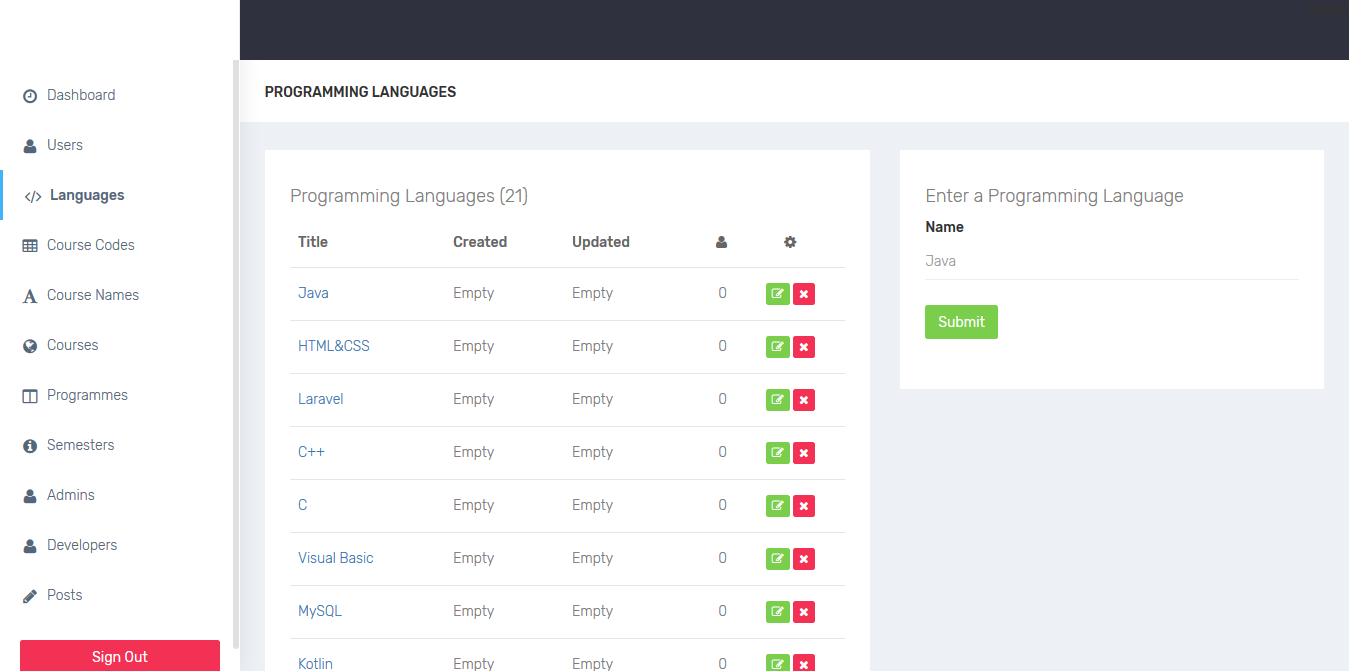 Dashboard
Users
Languages
Course Codes
Course Names
Courses
Programmes
Semesters
Admins
Developers
Posts
Sign Out
PROGRAMMING LANGUAGES
Programming Languages (21)
Title Created Updated
Java Empty Empty 0
HTML&CSS Empty Empty 0
Laravel Empty Empty 0
C++ Empty Empty 0
C Empty Empty 0
Visual Basic Empty Empty 0
MySQL Empty Empty 0
Kotlin Empty Empty 0
Enter a Programming Language
Name
Java
Submit